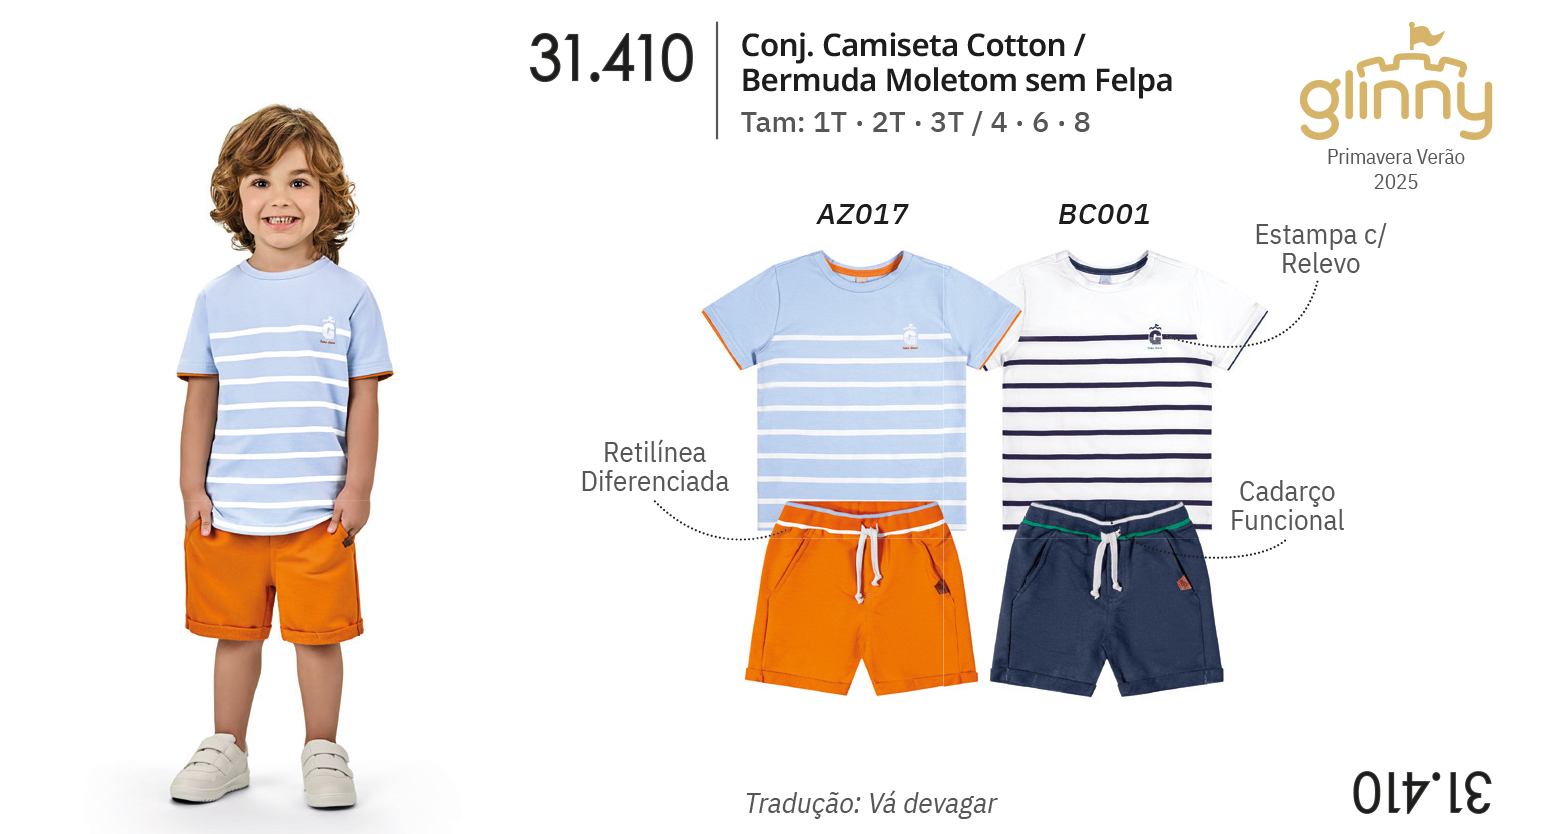 31.410
Conj. Camiseta Cotton /
Bermuda Moletom sem Felpa
Tam: 1T · 2T · 3T / 4 · 6 · 8
glinny
Primavera Verão
2025
AZ017
BC001
Estampa c/
Relevo
G
G
G
Retilínea
Diferenciada
Cadarço
Funcional
Tradução: Vá devagar
31.410